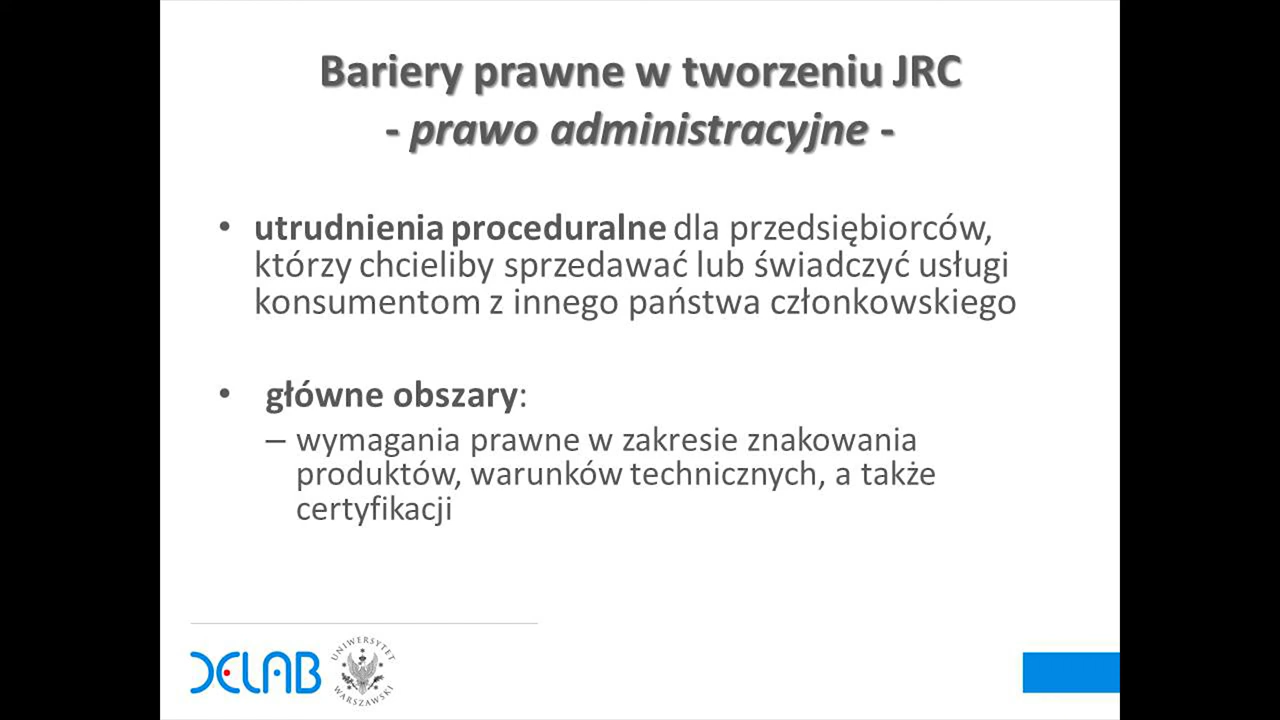 Bariery prawne w tworzeniu JRC
- prawo administracyjne -
• utrudnienia proceduralne dla przedsiębiorców,
którzy chcieliby sprzedawać lub świadczyć usługi
konsumentom z innego państwa członkowskiego
• główne obszary:
– wymagania prawne w zakresie znakowania
produktów, warunków technicznych, a także
certyfikacji
DELAB
UNIWERSYTET
WARSZAWSKI